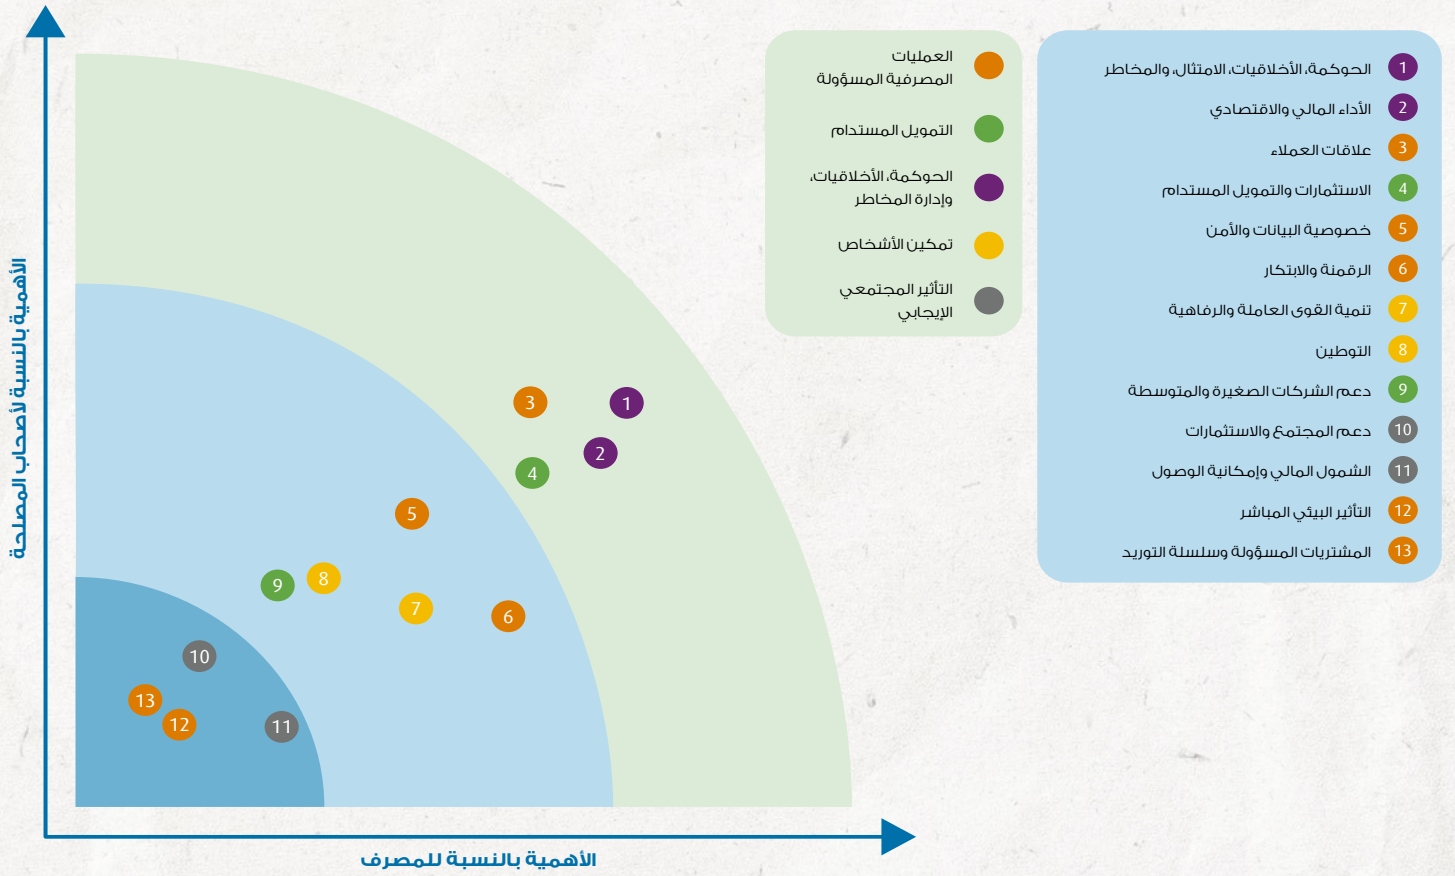 1 الحوكمة، الأخلاقيات، الامتثال، والمخاطر
2 الأداء المالي والاقتصادي
3 علاقات العملاء
4 الاستثمارات والتمويل المستدام
5 خصوصية البيانات والأمن
6 الرقمنة والابتكار
7 تنمية القوى العاملة والرفاهية
8 التوطين
9 دعم الشركات الصغيرة والمتوسطة
10 دعم المجتمع والاستثمارات
11 الشمول المالي وإمكانية الوصول
12 التأثير البيئي المباشر
13 المشتريات المسؤولة وسلسلة التوريد
العمليات
المصرفية المسؤولة
التمويل المستدام
الحوكمة، الأخلاقيات،
وإدارة المخاطر
تمكين الأشخاص
التأثير المجتمعي
الإيجابي
الأهمية بالنسبة لأصحاب المصلحة
3
1
2
4
5
8
9
7
6
10
13
12
11
الأهمية بالنسبة للمصرف